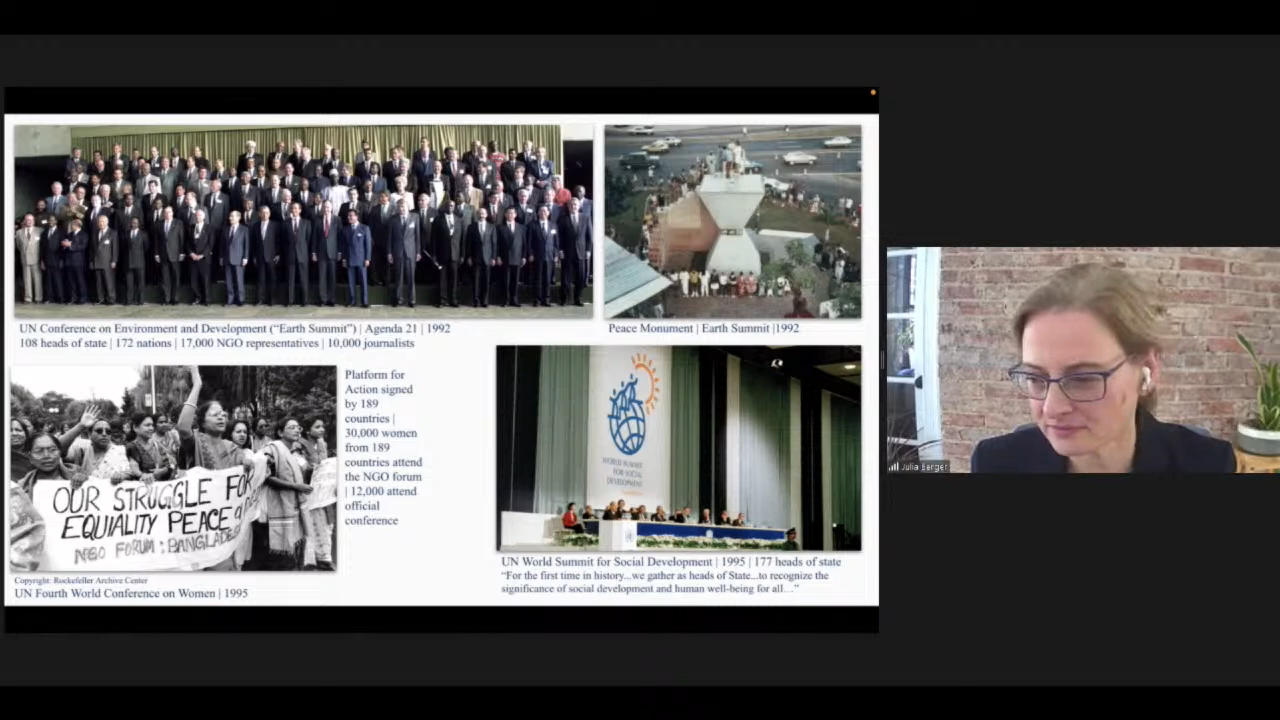 UN Conference on Environment and Development ("Earth Summit") | Agenda 21 | 1992
108 heads of state | 172 nations | 17,000 NGO representatives | 10,000 journalists
Peace Monument | Earth Summit |1992
OUR STRUGGLE FOR
EQUALITY PEACE
NGO FORUM: BANGLADE
Copyright: Rockefeller Archive Center
UN Fourth World Conference on Women | 1995
Platform for
Action signed
by 189
countries |
30,000 women
from 189
countries attend
the NGO forum
| 12,000 attend
official
conference
WORLD SUMMIT
FOR SOCIAL
DEVELOPMENT
UN World Summit for Social Development | 1995 | 177 heads of state
"For the first time in history...we gather as heads of State...to recognize the
significance of social development and human well-being for all…"
Julia Berger